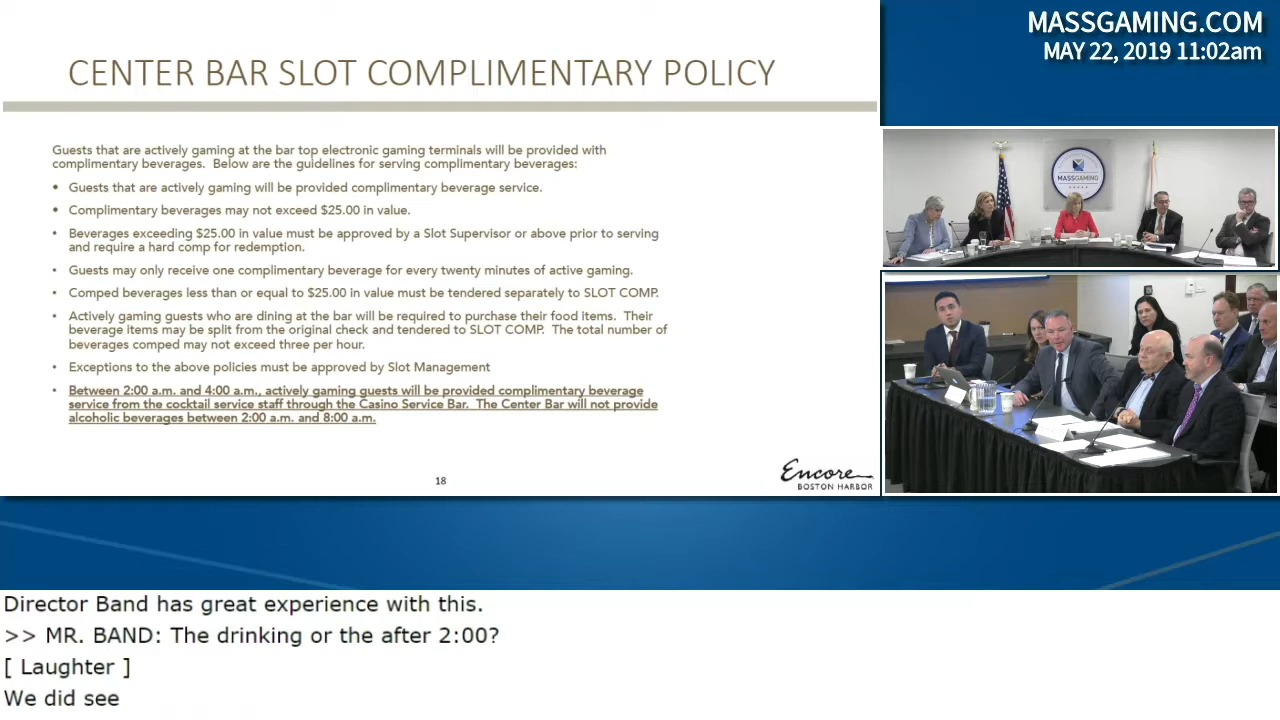 CENTER BAR SLOT COMPLIMENTARY POLICY
Guests that are actively gaming at the bar top electronic gaming terminals will be provided with
complimentary beverages. Below are the guidelines for serving complimentary beverages:
• Guests that are actively gaming will be provided complimentary beverage service.
• Complimentary beverages may not exceed $25.00 in value.
• Beverages exceeding $25.00 in value must be approved by a Slot Supervisor or above prior to serving
and require a hard comp for redemption.
• Guests may only receive one complimentary beverage for every twenty minutes of active gaming.
• Comped beverages less than or equal to $25.00 in value must be tendered separately to SLOT COMP.
• Actively gaming guests who are dining at the bar will be required to purchase their food items. Their
beverage items may be split from the original check and tendered to SLOT COMP. The total number of
beverages comped may not exceed three per hour.
• Exceptions to the above policies must be approved by Slot Management
• Between 2:00 a.m. and 4:00 a.m., actively gaming guests will be provided complimentary beverage
service from the cocktail service staff through the Casino Service Bar. The Center Bar will not provide
alcoholic beverages between 2:00 a.m. and 8:00 a.m.
18
Encore
BOSTON HARBOR
MASSGAMING.COM
MAY 22, 2019 11:02am
MASSGAMING
Director Band has great experience with this.
>> MR. BAND: The drinking or the after 2:00?
[ Laughter ]
We did see